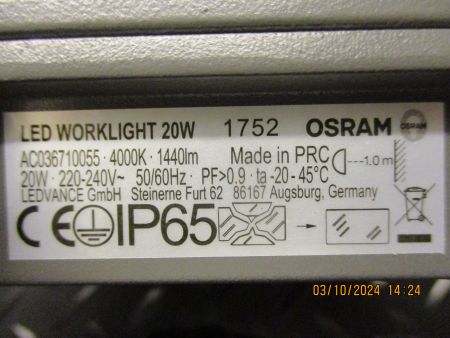 LED WORKLIGHT 20W 1752 OSRAM OSRAM
AC036710055 · 4000K · 1440lm Made in PRC 1.0 m
20W · 220-240V~ 50/60Hz · PF>0.9 · ta -20 - 45°C
LEDVANCE GmbH Steinerne Furt 62 86167 Augsburg, Germany
CE IP65
03/10/2024 14:24